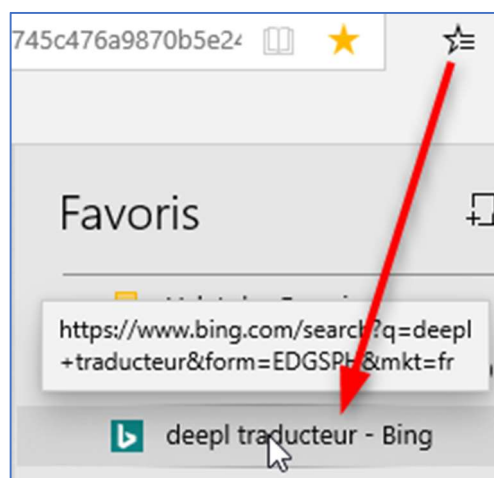 745c476a9870b5e24
Favoris
https://www.bing.com/search?q=deepl
+traducteur&form=EDGSPH&mkt=fr
deepl traducteur - Bing